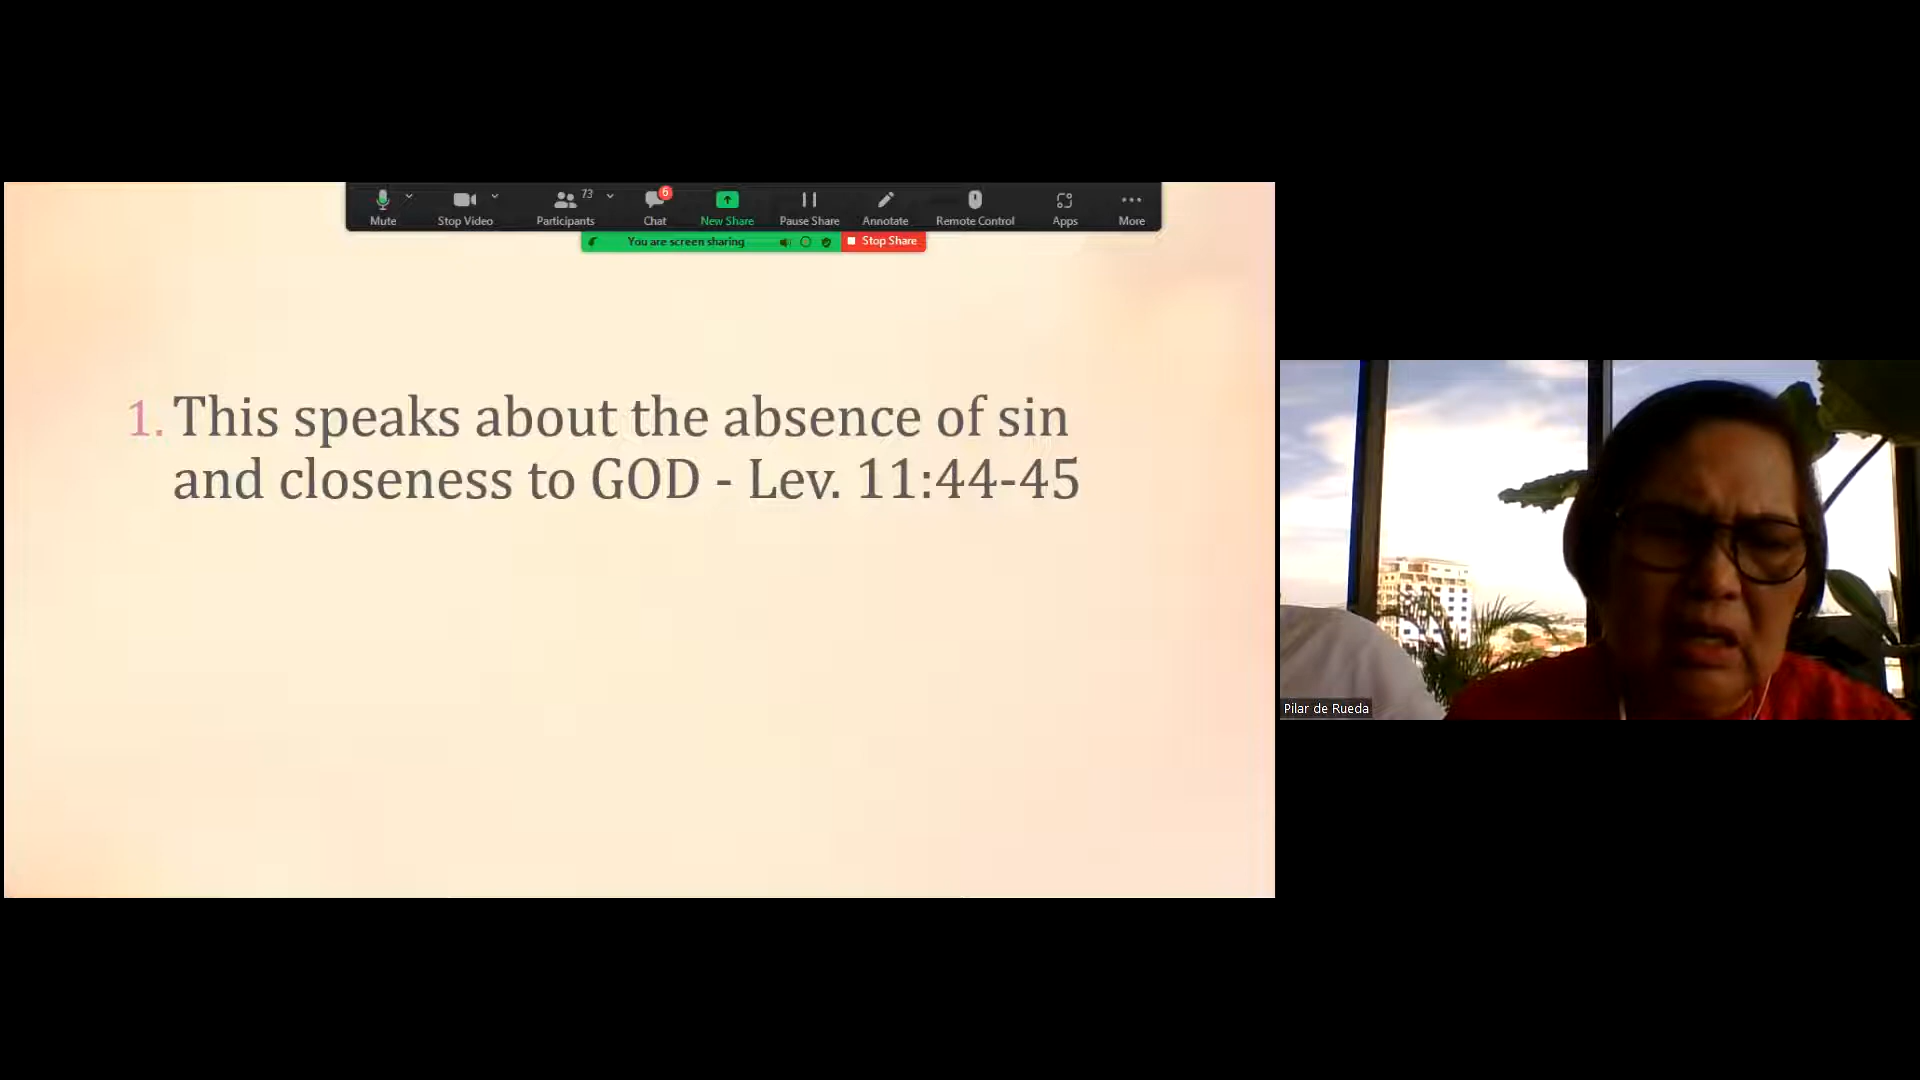 73
6
Mute
Stop Video
Participants
Chat
New Share
Pause Share
Annotate
Remote Control
Apps
More
You are screen sharing
Stop Share
1. This speaks about the absence of sin
and closeness to GOD - Lev. 11:44-45
Pilar de Rueda